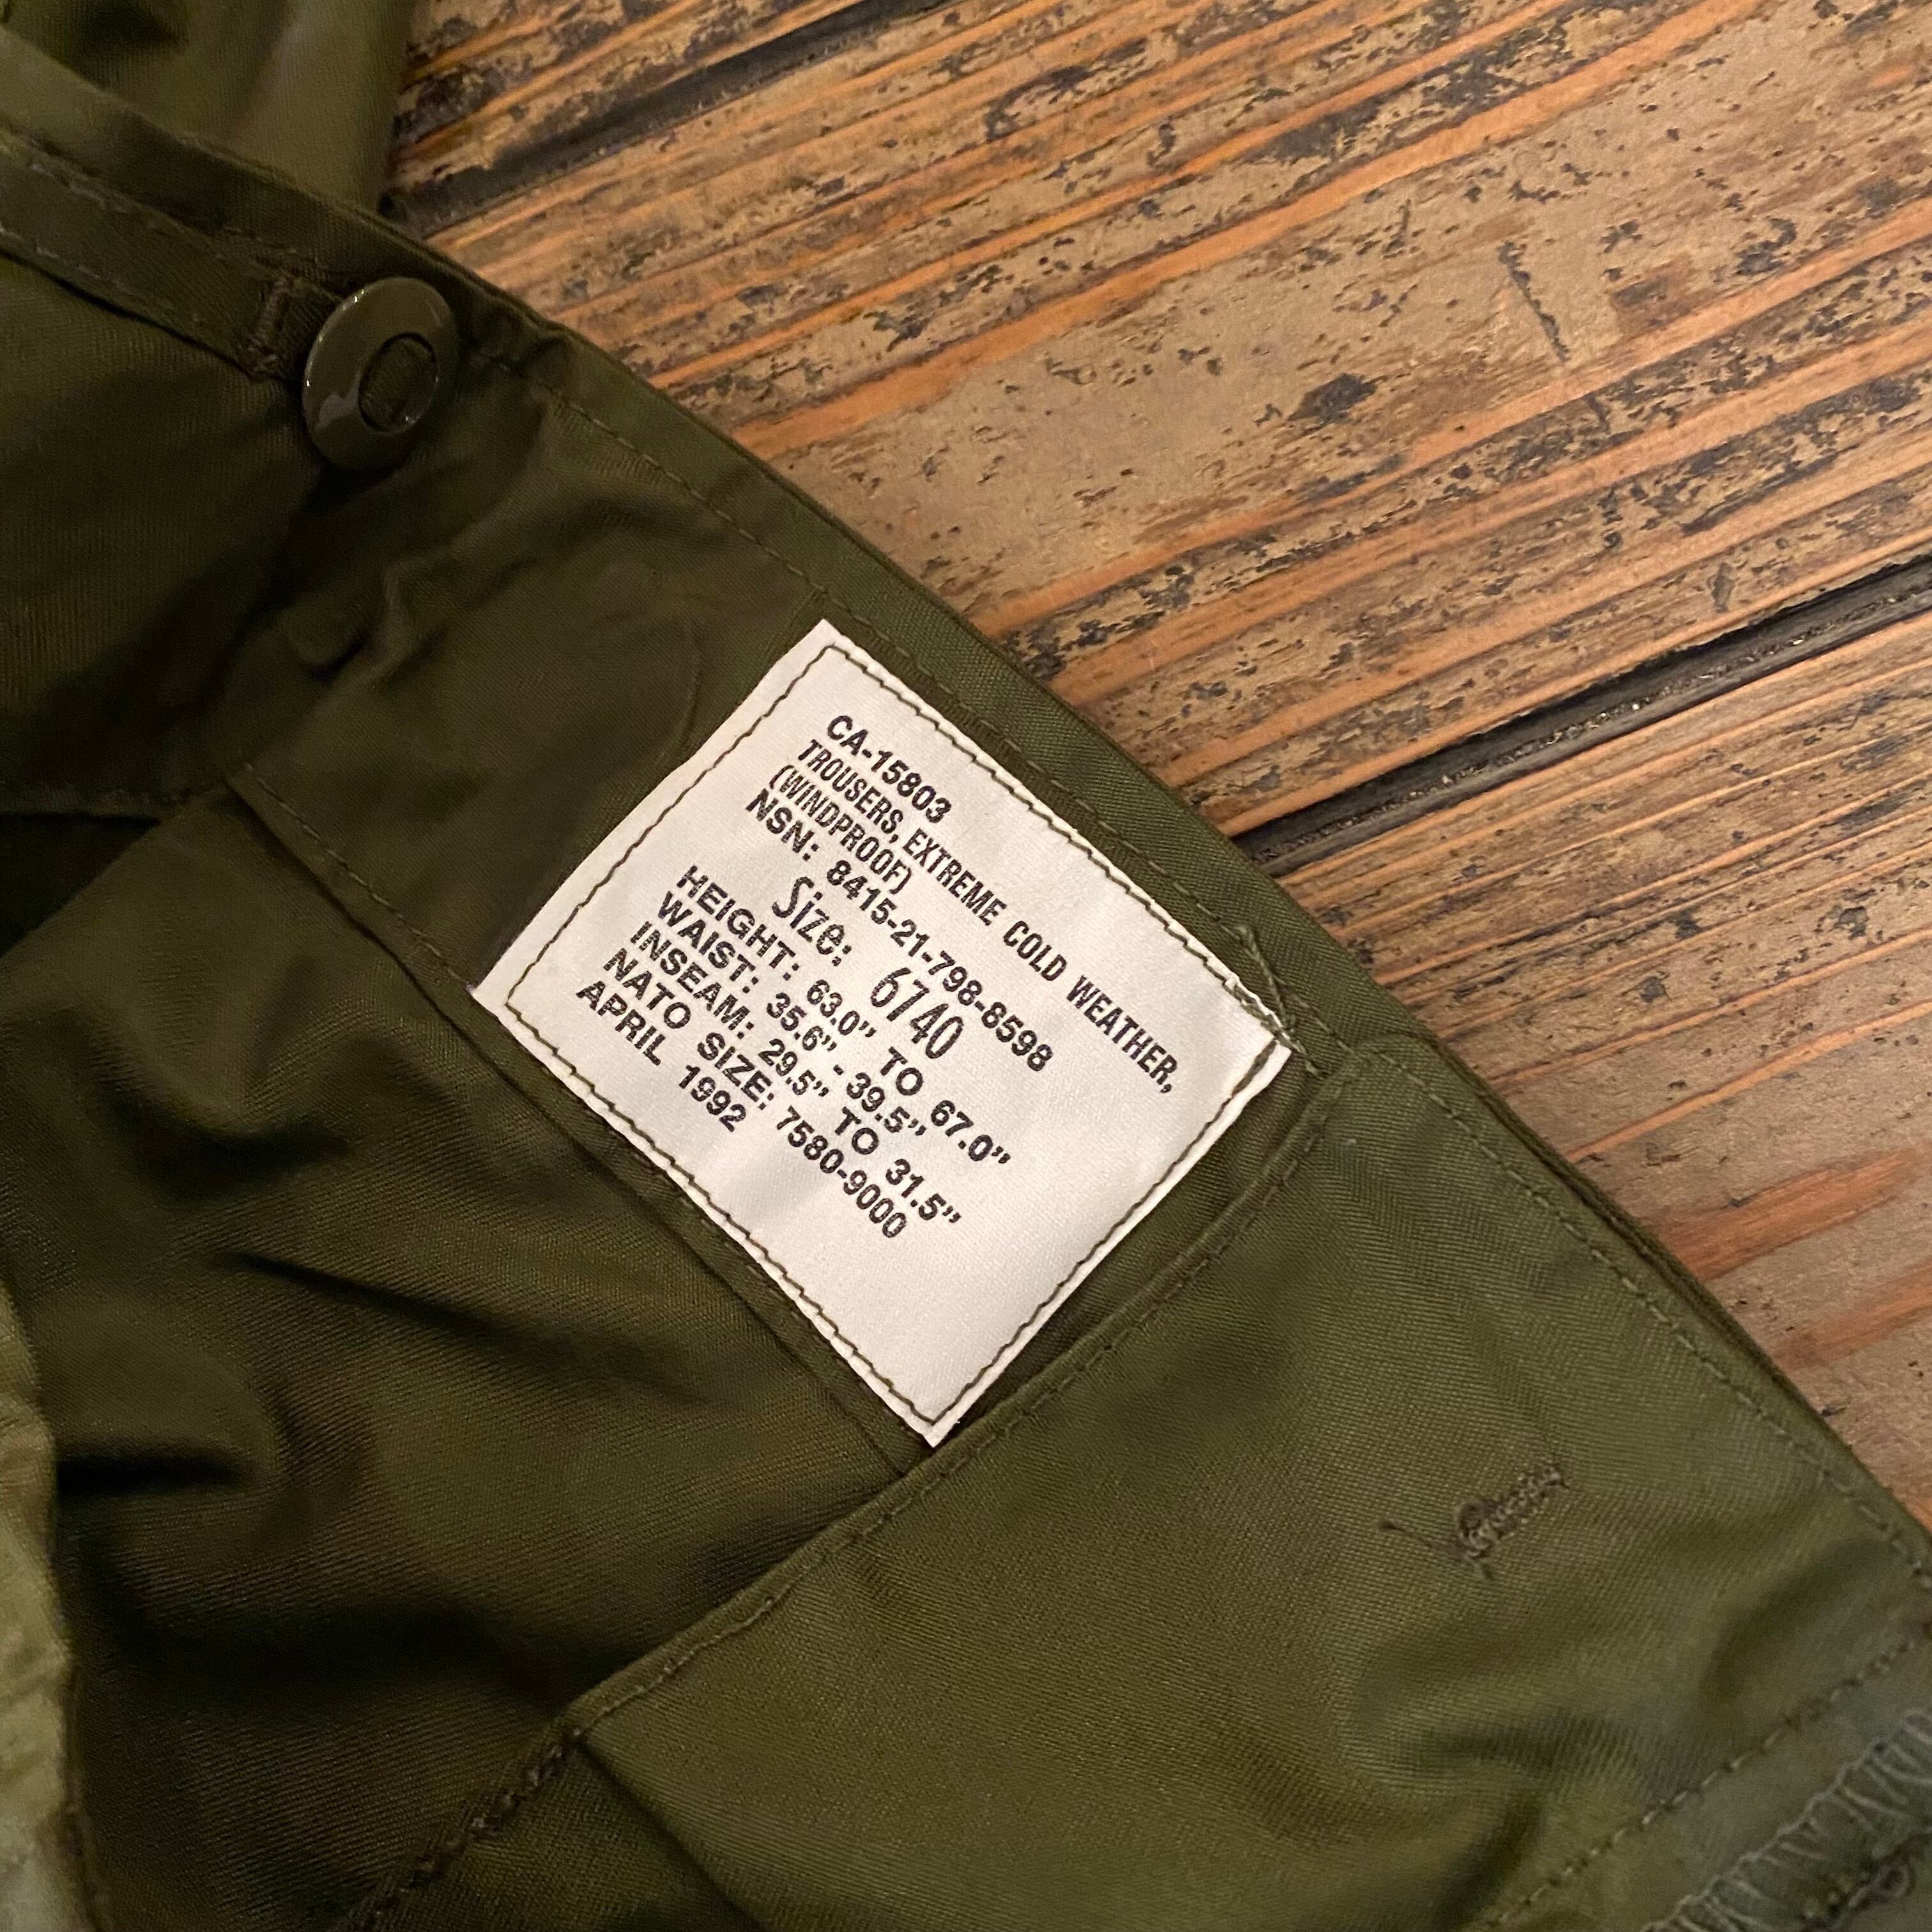 CA-15803
TROUSERS, EXTREME COLD WEATHER,
(WINDPROOF)
NSN: 8415-21-798-8598
Size: 6740
HEIGHT: 63.0" TO 67.0"
WAIST: 35.6" - 39.5"
INSEAM: 29.5" TO 31.5"
NATO SIZE: 7580-9000
APRIL 1992